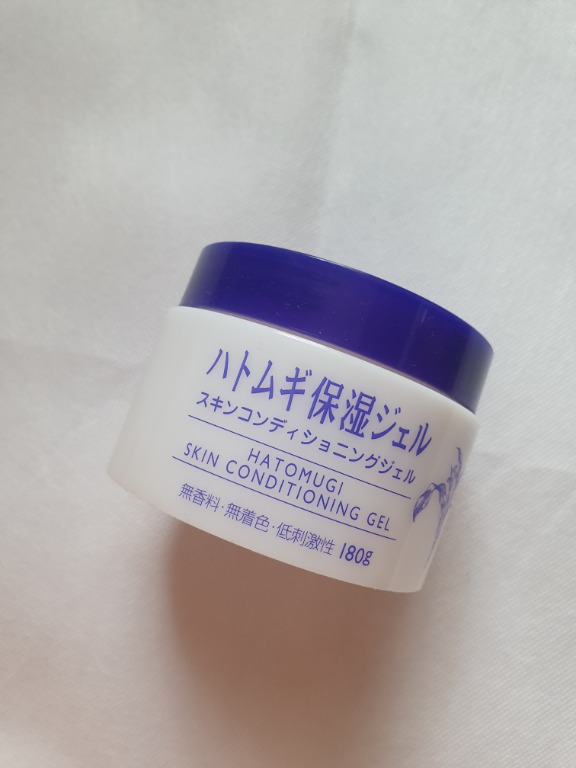 ハトムギ保湿ジェル
スキンコンディショニングジェル
HATOMUGI
SKIN CONDITIONING GEL
無香料・無着色・低刺激性 180g